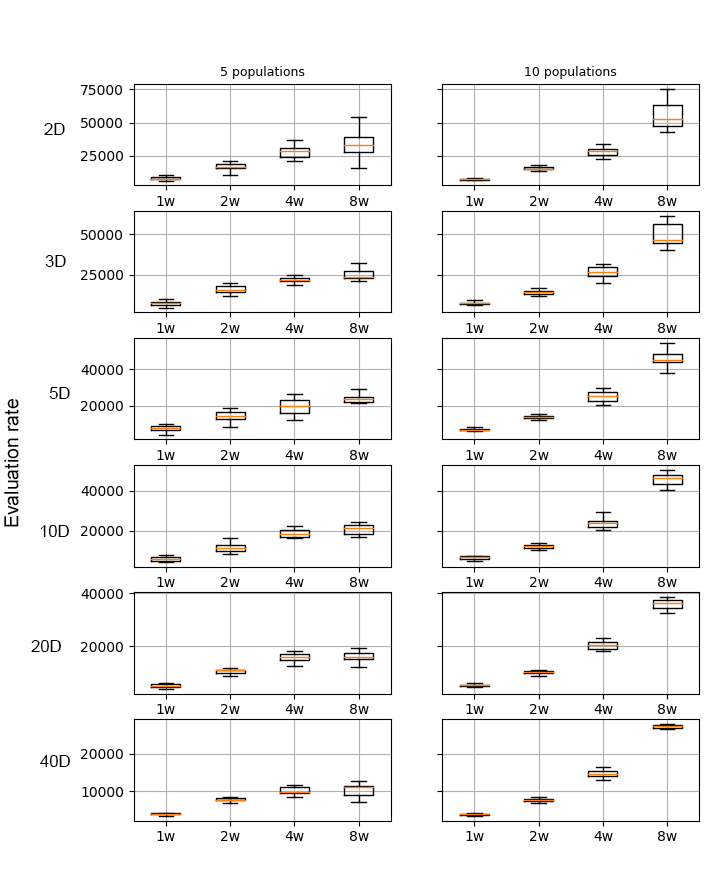 5 populations 10 populations
75000
50000
25000
2D
1w 2w 4w 8w 1w 2w 4w 8w
50000
25000
3D
1w 2w 4w 8w 1w 2w 4w 8w
40000
20000
5D
1w 2w 4w 8w 1w 2w 4w 8w
Evaluation rate
40000
20000
10D
1w 2w 4w 8w 1w 2w 4w 8w
40000
20000
20D
1w 2w 4w 8w 1w 2w 4w 8w
20000
10000
40D
1w 2w 4w 8w 1w 2w 4w 8w